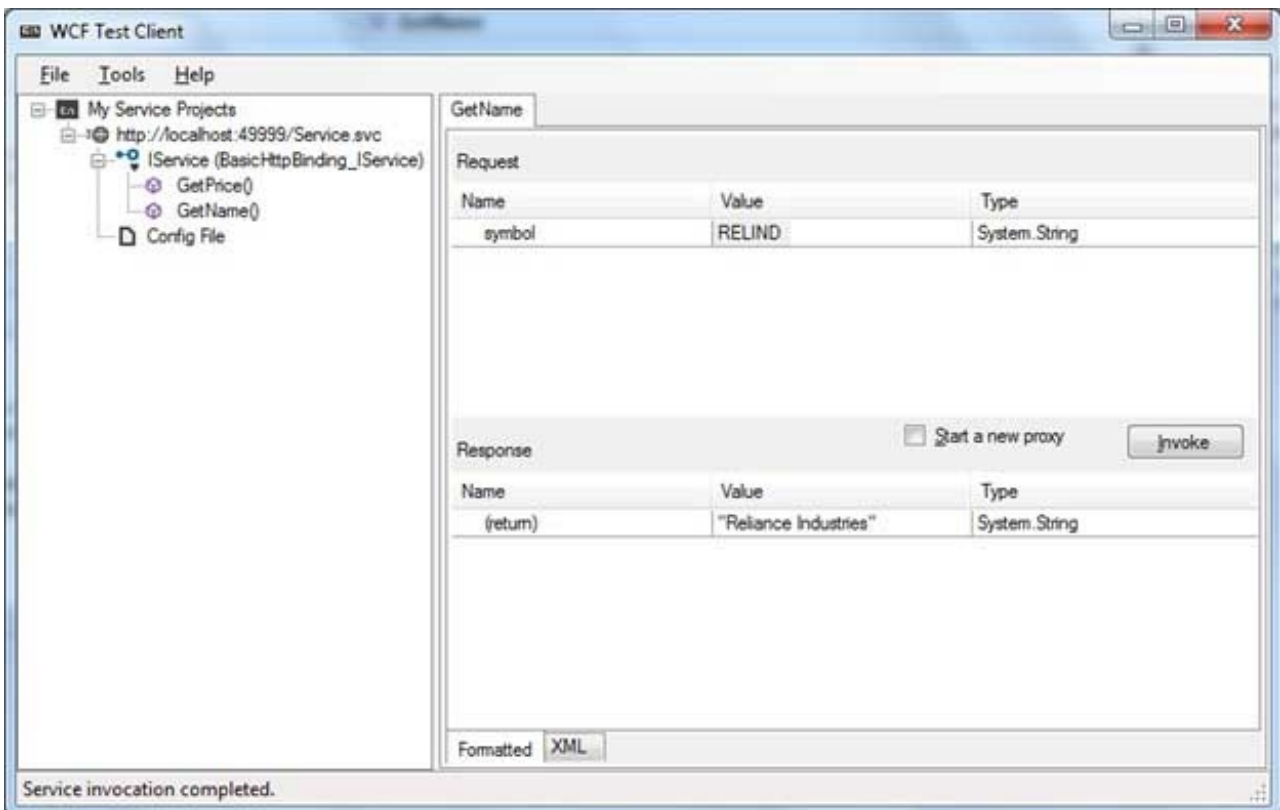 WCF Test Client
File Tools Help
My Service Projects
http://localhost:49999/Service.svc
IService (BasicHttpBinding_IService)
GetPrice()
GetName()
Config File
GetName
Request
Name Value Type
symbol RELIND System.String
Response
Start a new proxy
Invoke
Name Value Type
(return) "Reliance Industries" System.String
Formatted XML
Service invocation completed.